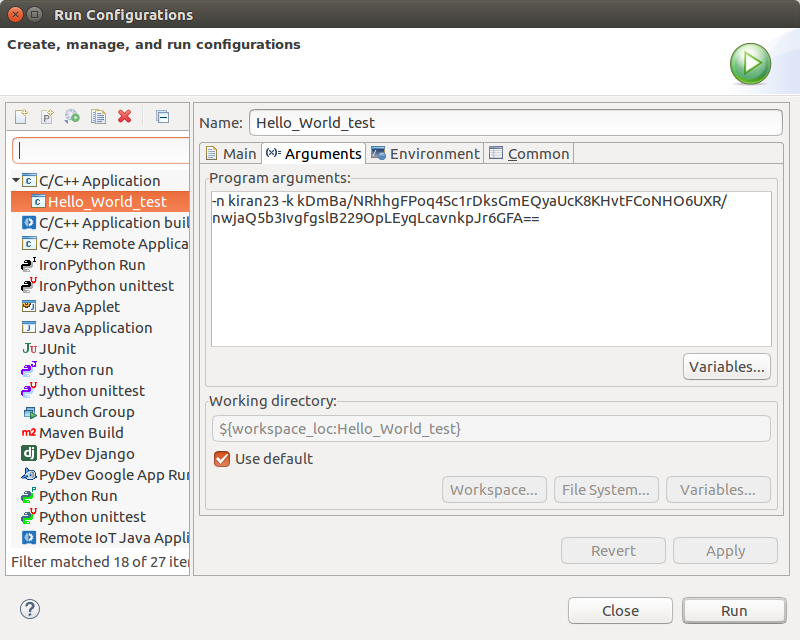 Run Configurations
Create, manage, and run configurations
Name: Hello_World_test
Main (x)= Arguments Environment Common
Program arguments:
-n kiran23 -k kDmBa/NRhhgFPoq4Sc1rDksGmEQyaUcK8KHvtFCoNHO6UXR/
nwjaQ5b3IvgfgslB229OpLEyqLcavnkpJr6GFA==
Variables...
Working directory:
${workspace_loc:Hello_World_test}
Use default
Workspace... File System... Variables...
Revert Apply
C/C++ Application
Hello_World_test
C/C++ Application buil
C/C++ Remote Applica
IronPython Run
IronPython unittest
Java Applet
Java Application
JUnit
Jython run
Jython unittest
Launch Group
m2 Maven Build
dj PyDev Django
PyDev Google App Rur
Python Run
Python unittest
Remote IoT Java Appli
Filter matched 18 of 27 iter
Close Run